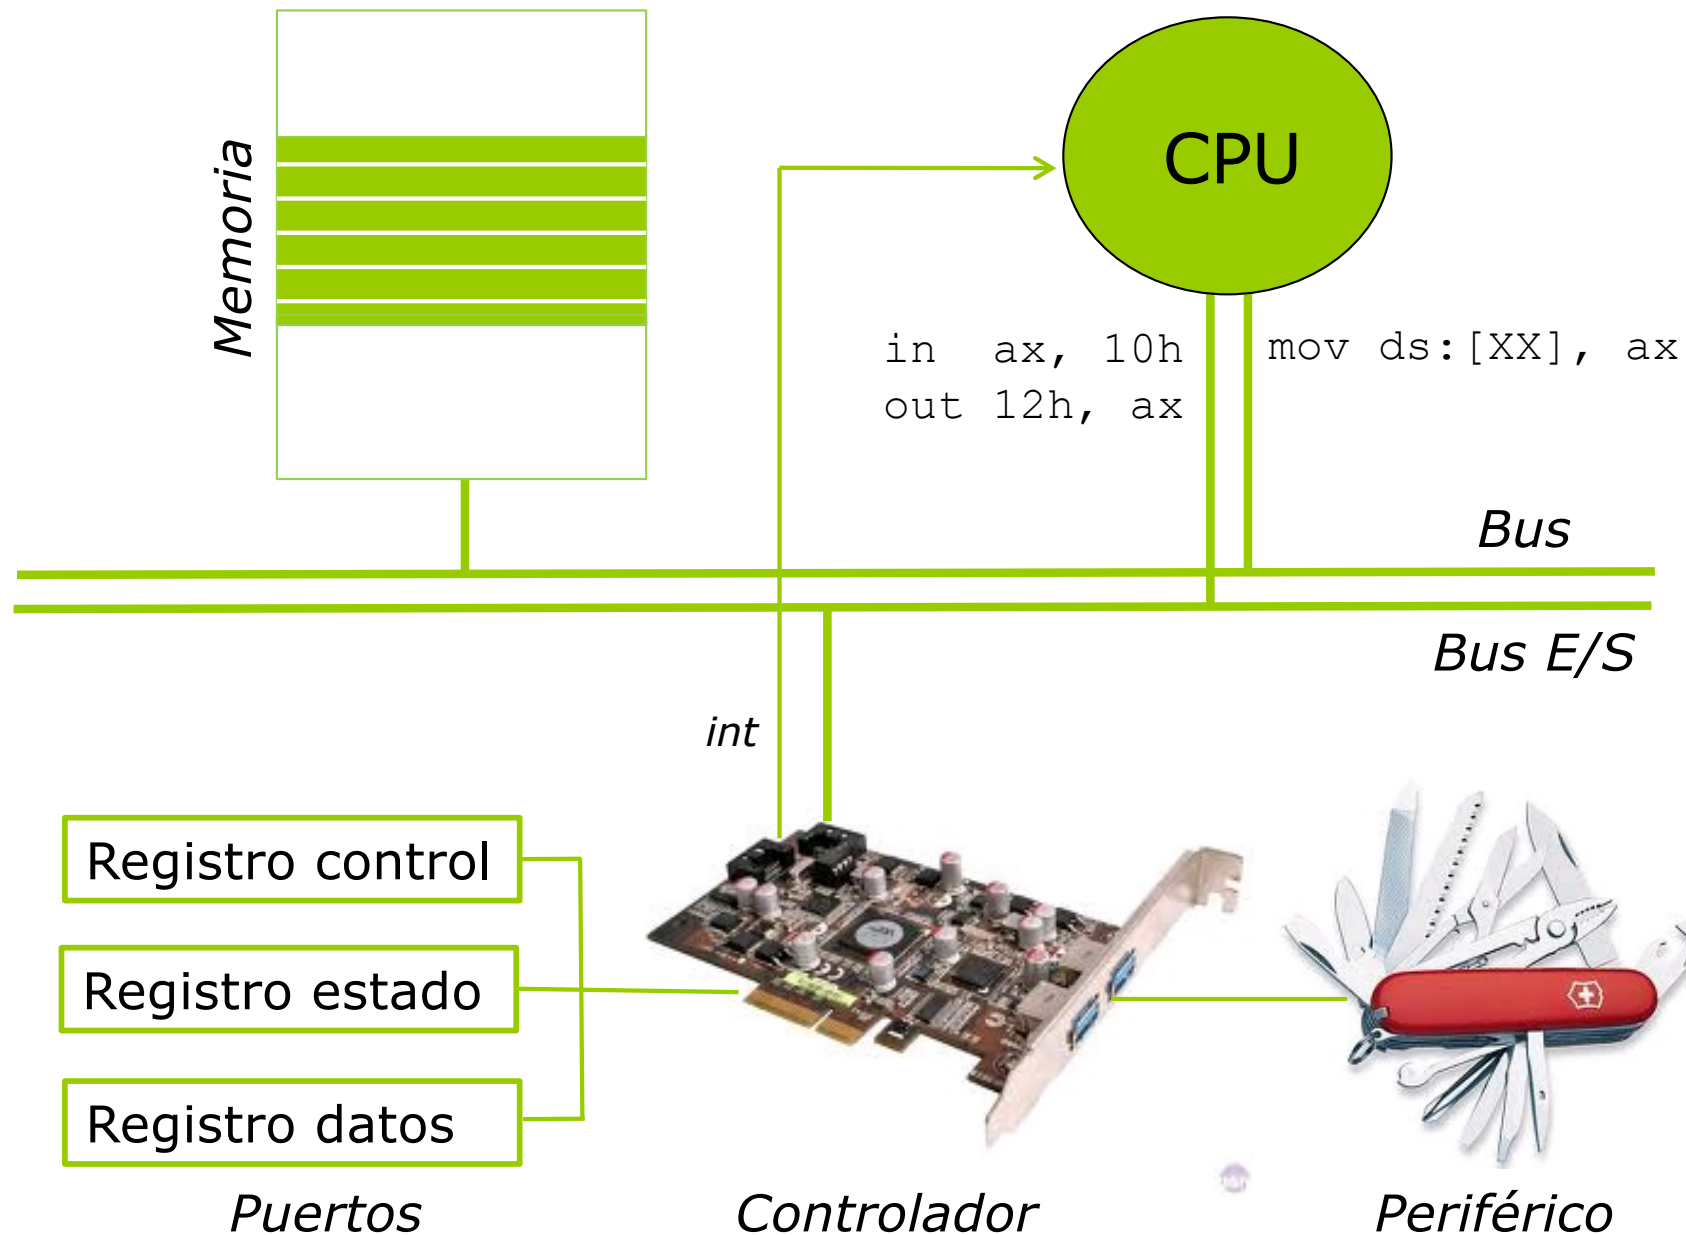 Memoria
CPU
in  ax, 10h
out 12h, ax
mov ds:[XX], ax
Bus
Bus E/S
int
Registro control
Registro estado
Registro datos
Puertos
Controlador
Periférico